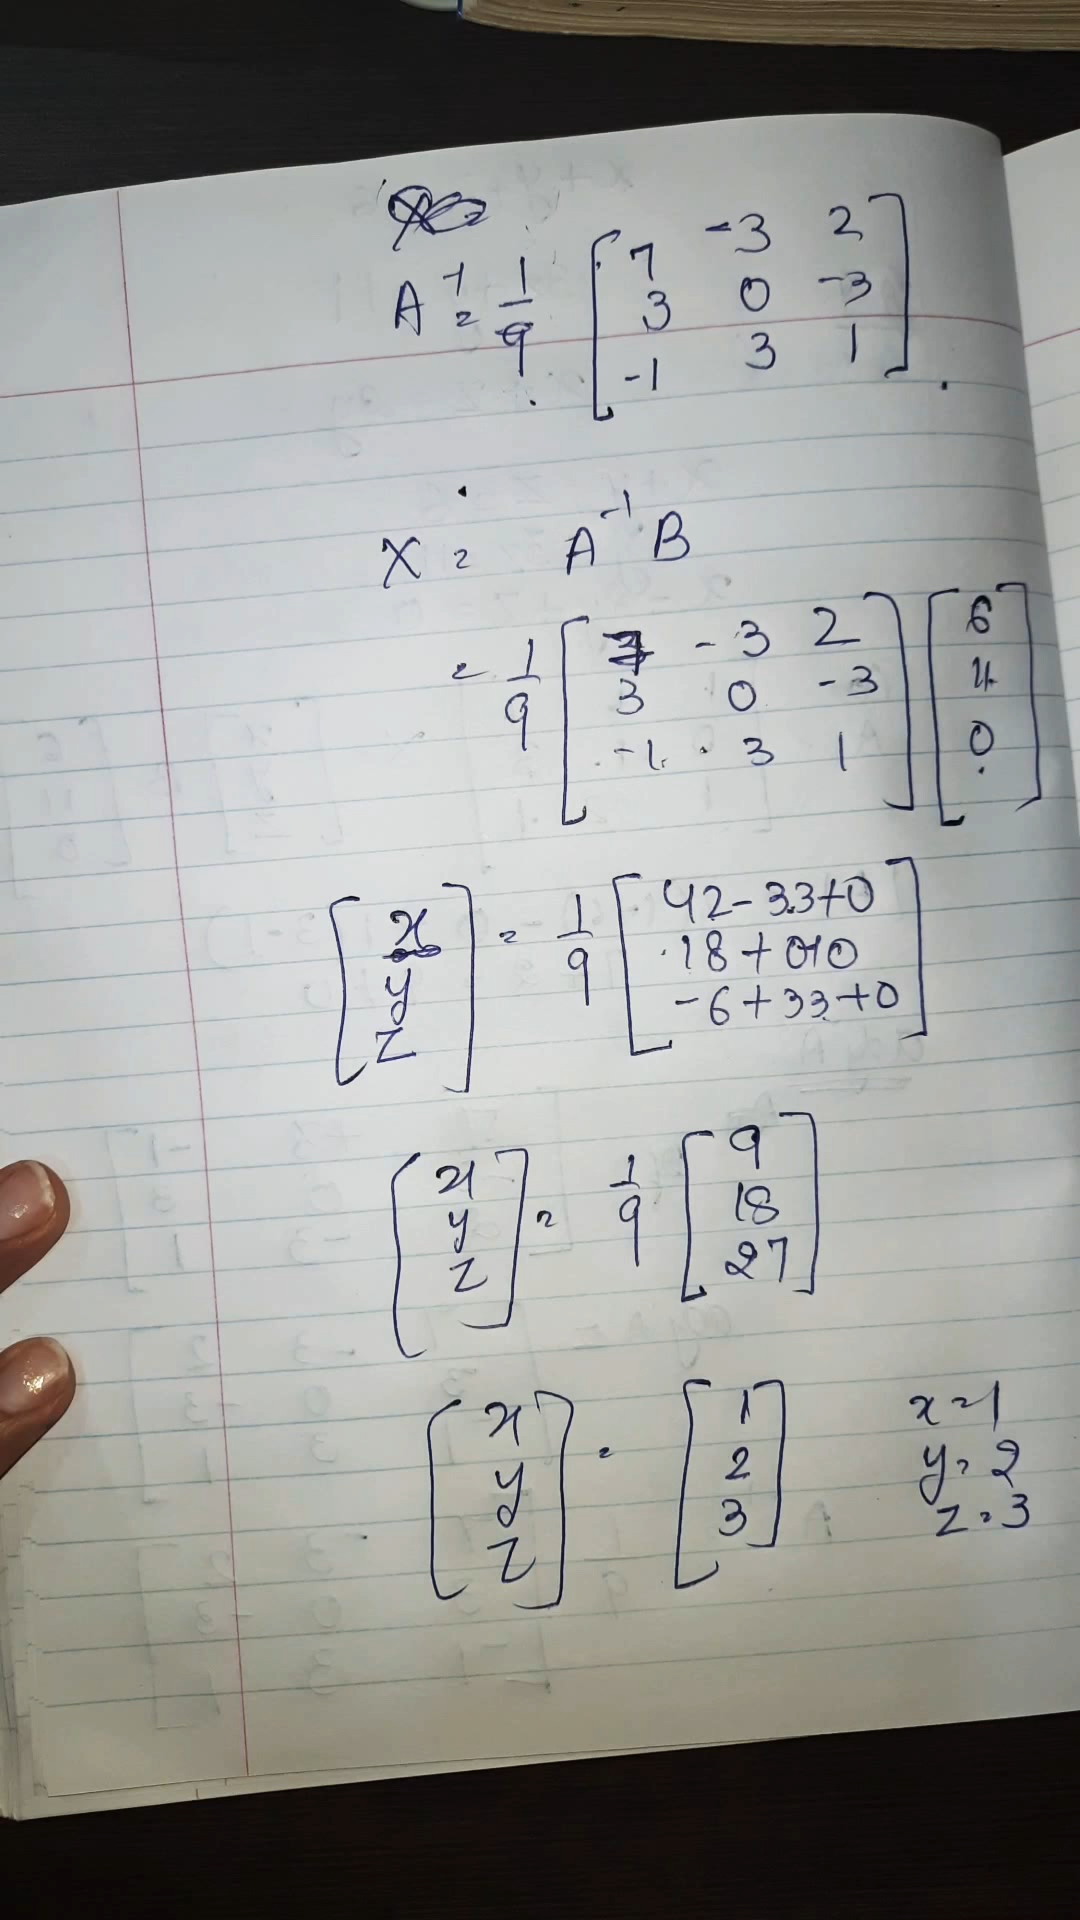 A⁻¹ = 1/9 [ 7 -3 2
3 0 -3
-1 3 1 ]
X = A⁻¹ B
= 1/9 [ 7 -3 2
3 0 -3
-1 3 1 ] [ 6
11
0 ]
[ x
y
z ] = 1/9 [ 42-33+0
18+0+0
-6+33+0 ]
[ x
y
z ] = 1/9 [ 9
18
27 ]
[ x
y
z ] = [ 1
2
3 ]
x=1
y=2
z=3